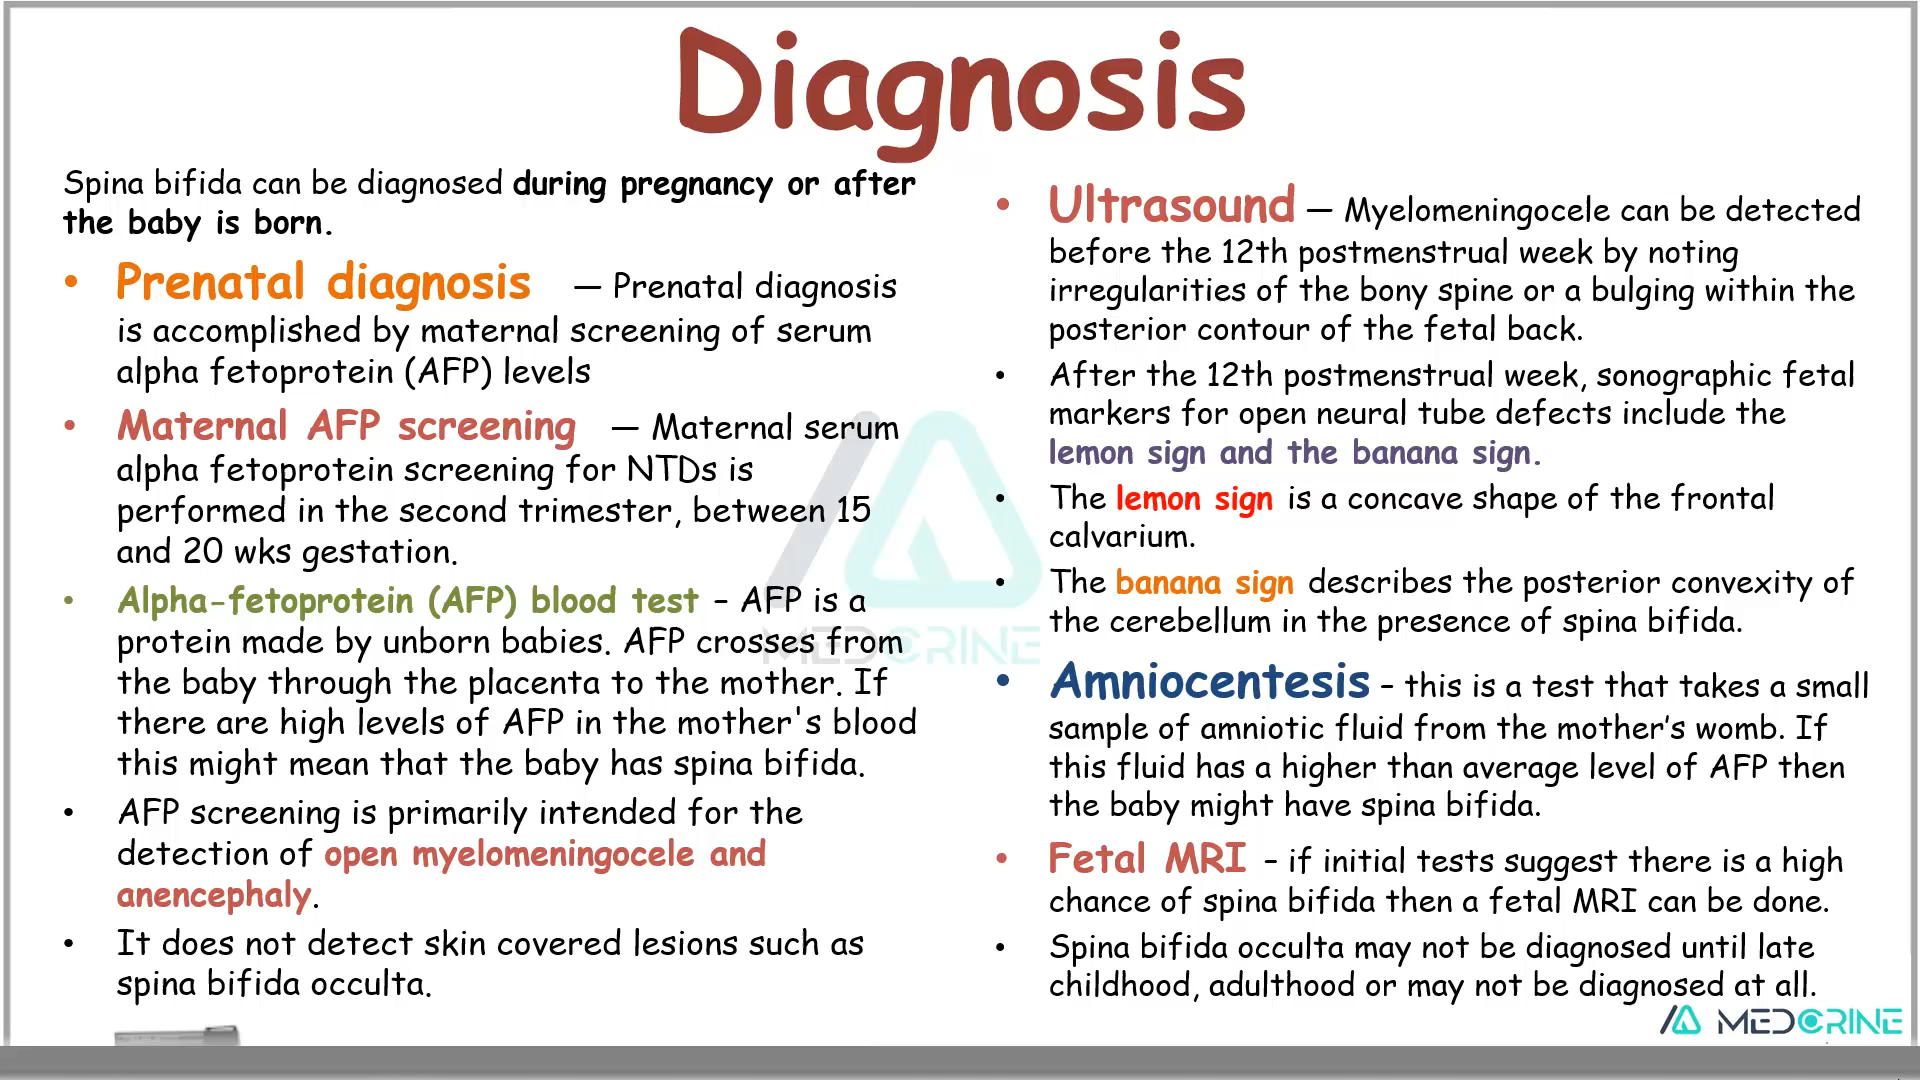 Diagnosis
Spina bifida can be diagnosed during pregnancy or after
the baby is born.
• Prenatal diagnosis — Prenatal diagnosis
is accomplished by maternal screening of serum
alpha fetoprotein (AFP) levels
• Maternal AFP screening — Maternal serum
alpha fetoprotein screening for NTDs is
performed in the second trimester, between 15
and 20 wks gestation.
• Alpha-fetoprotein (AFP) blood test – AFP is a
protein made by unborn babies. AFP crosses from
the baby through the placenta to the mother. If
there are high levels of AFP in the mother's blood
this might mean that the baby has spina bifida.
• AFP screening is primarily intended for the
detection of open myelomeningocele and
anencephaly.
• It does not detect skin covered lesions such as
spina bifida occulta.
• Ultrasound — Myelomeningocele can be detected
before the 12th postmenstrual week by noting
irregularities of the bony spine or a bulging within the
posterior contour of the fetal back.
• After the 12th postmenstrual week, sonographic fetal
markers for open neural tube defects include the
lemon sign and the banana sign.
• The lemon sign is a concave shape of the frontal
calvarium.
• The banana sign describes the posterior convexity of
the cerebellum in the presence of spina bifida.
• Amniocentesis – this is a test that takes a small
sample of amniotic fluid from the mother’s womb. If
this fluid has a higher than average level of AFP then
the baby might have spina bifida.
• Fetal MRI – if initial tests suggest there is a high
chance of spina bifida then a fetal MRI can be done.
• Spina bifida occulta may not be diagnosed until late
childhood, adulthood or may not be diagnosed at all.
MEDCRINE
MEDCRINE